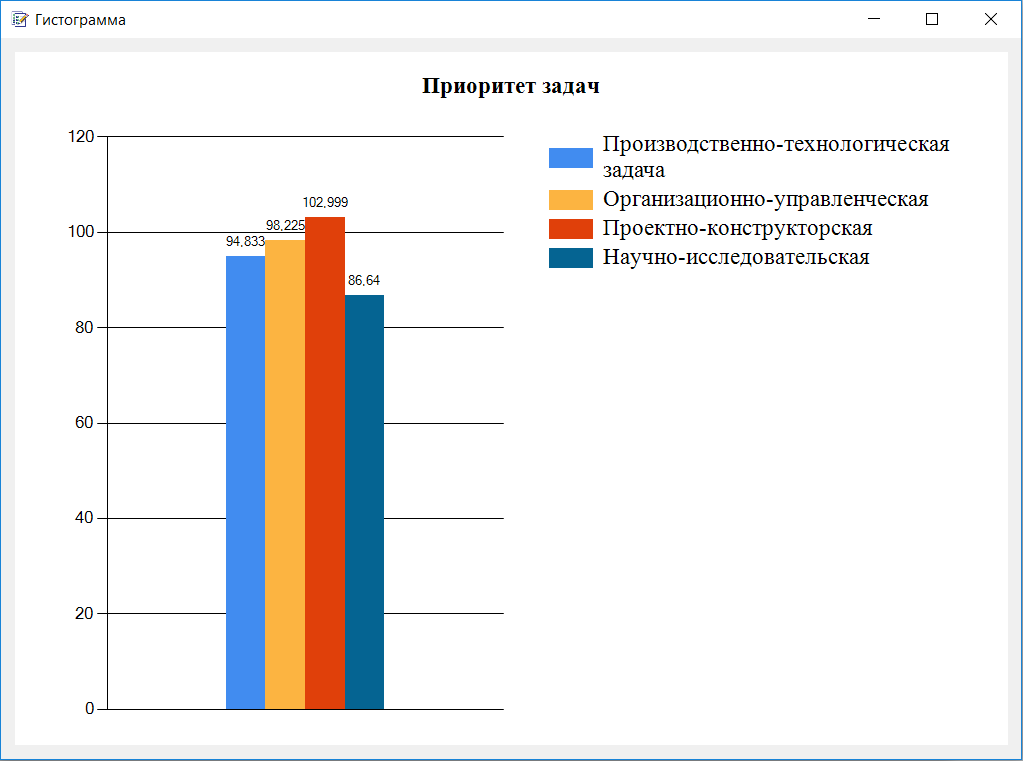 Гистограмма
Приоритет задач
120
100
80
60
40
20
0
94,833
98,225
102,999
86,64
Производственно-технологическая
задача
Организационно-управленческая
Проектно-конструкторская
Научно-исследовательская